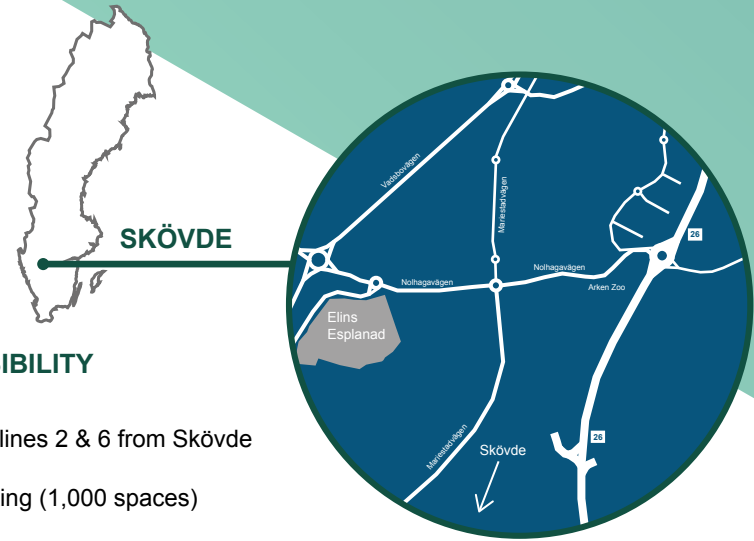 SKÖVDE
Vadsbovägen
Mariestadvägen
26
Nolhagavägen
Nolhagavägen
Arken Zoo
Elins
Esplanad
SIBILITY
lines 2 & 6 from Skövde
ing (1,000 spaces)
Mariestadvägen
Skövde
26